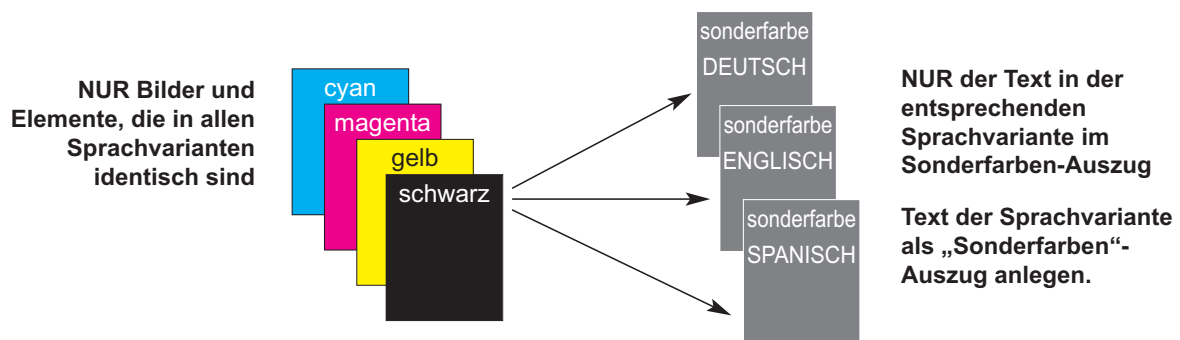 NUR Bilder und
Elemente, die in allen
Sprachvarianten
identisch sind
cyan
magenta
gelb
schwarz
sonderfarbe
DEUTSCH
sonderfarbe
ENGLISCH
sonderfarbe
SPANISCH
NUR der Text in der
entsprechenden
Sprachvariante im
Sonderfarben-Auszug
Text der Sprachvariante
als „Sonderfarben“-
Auszug anlegen.